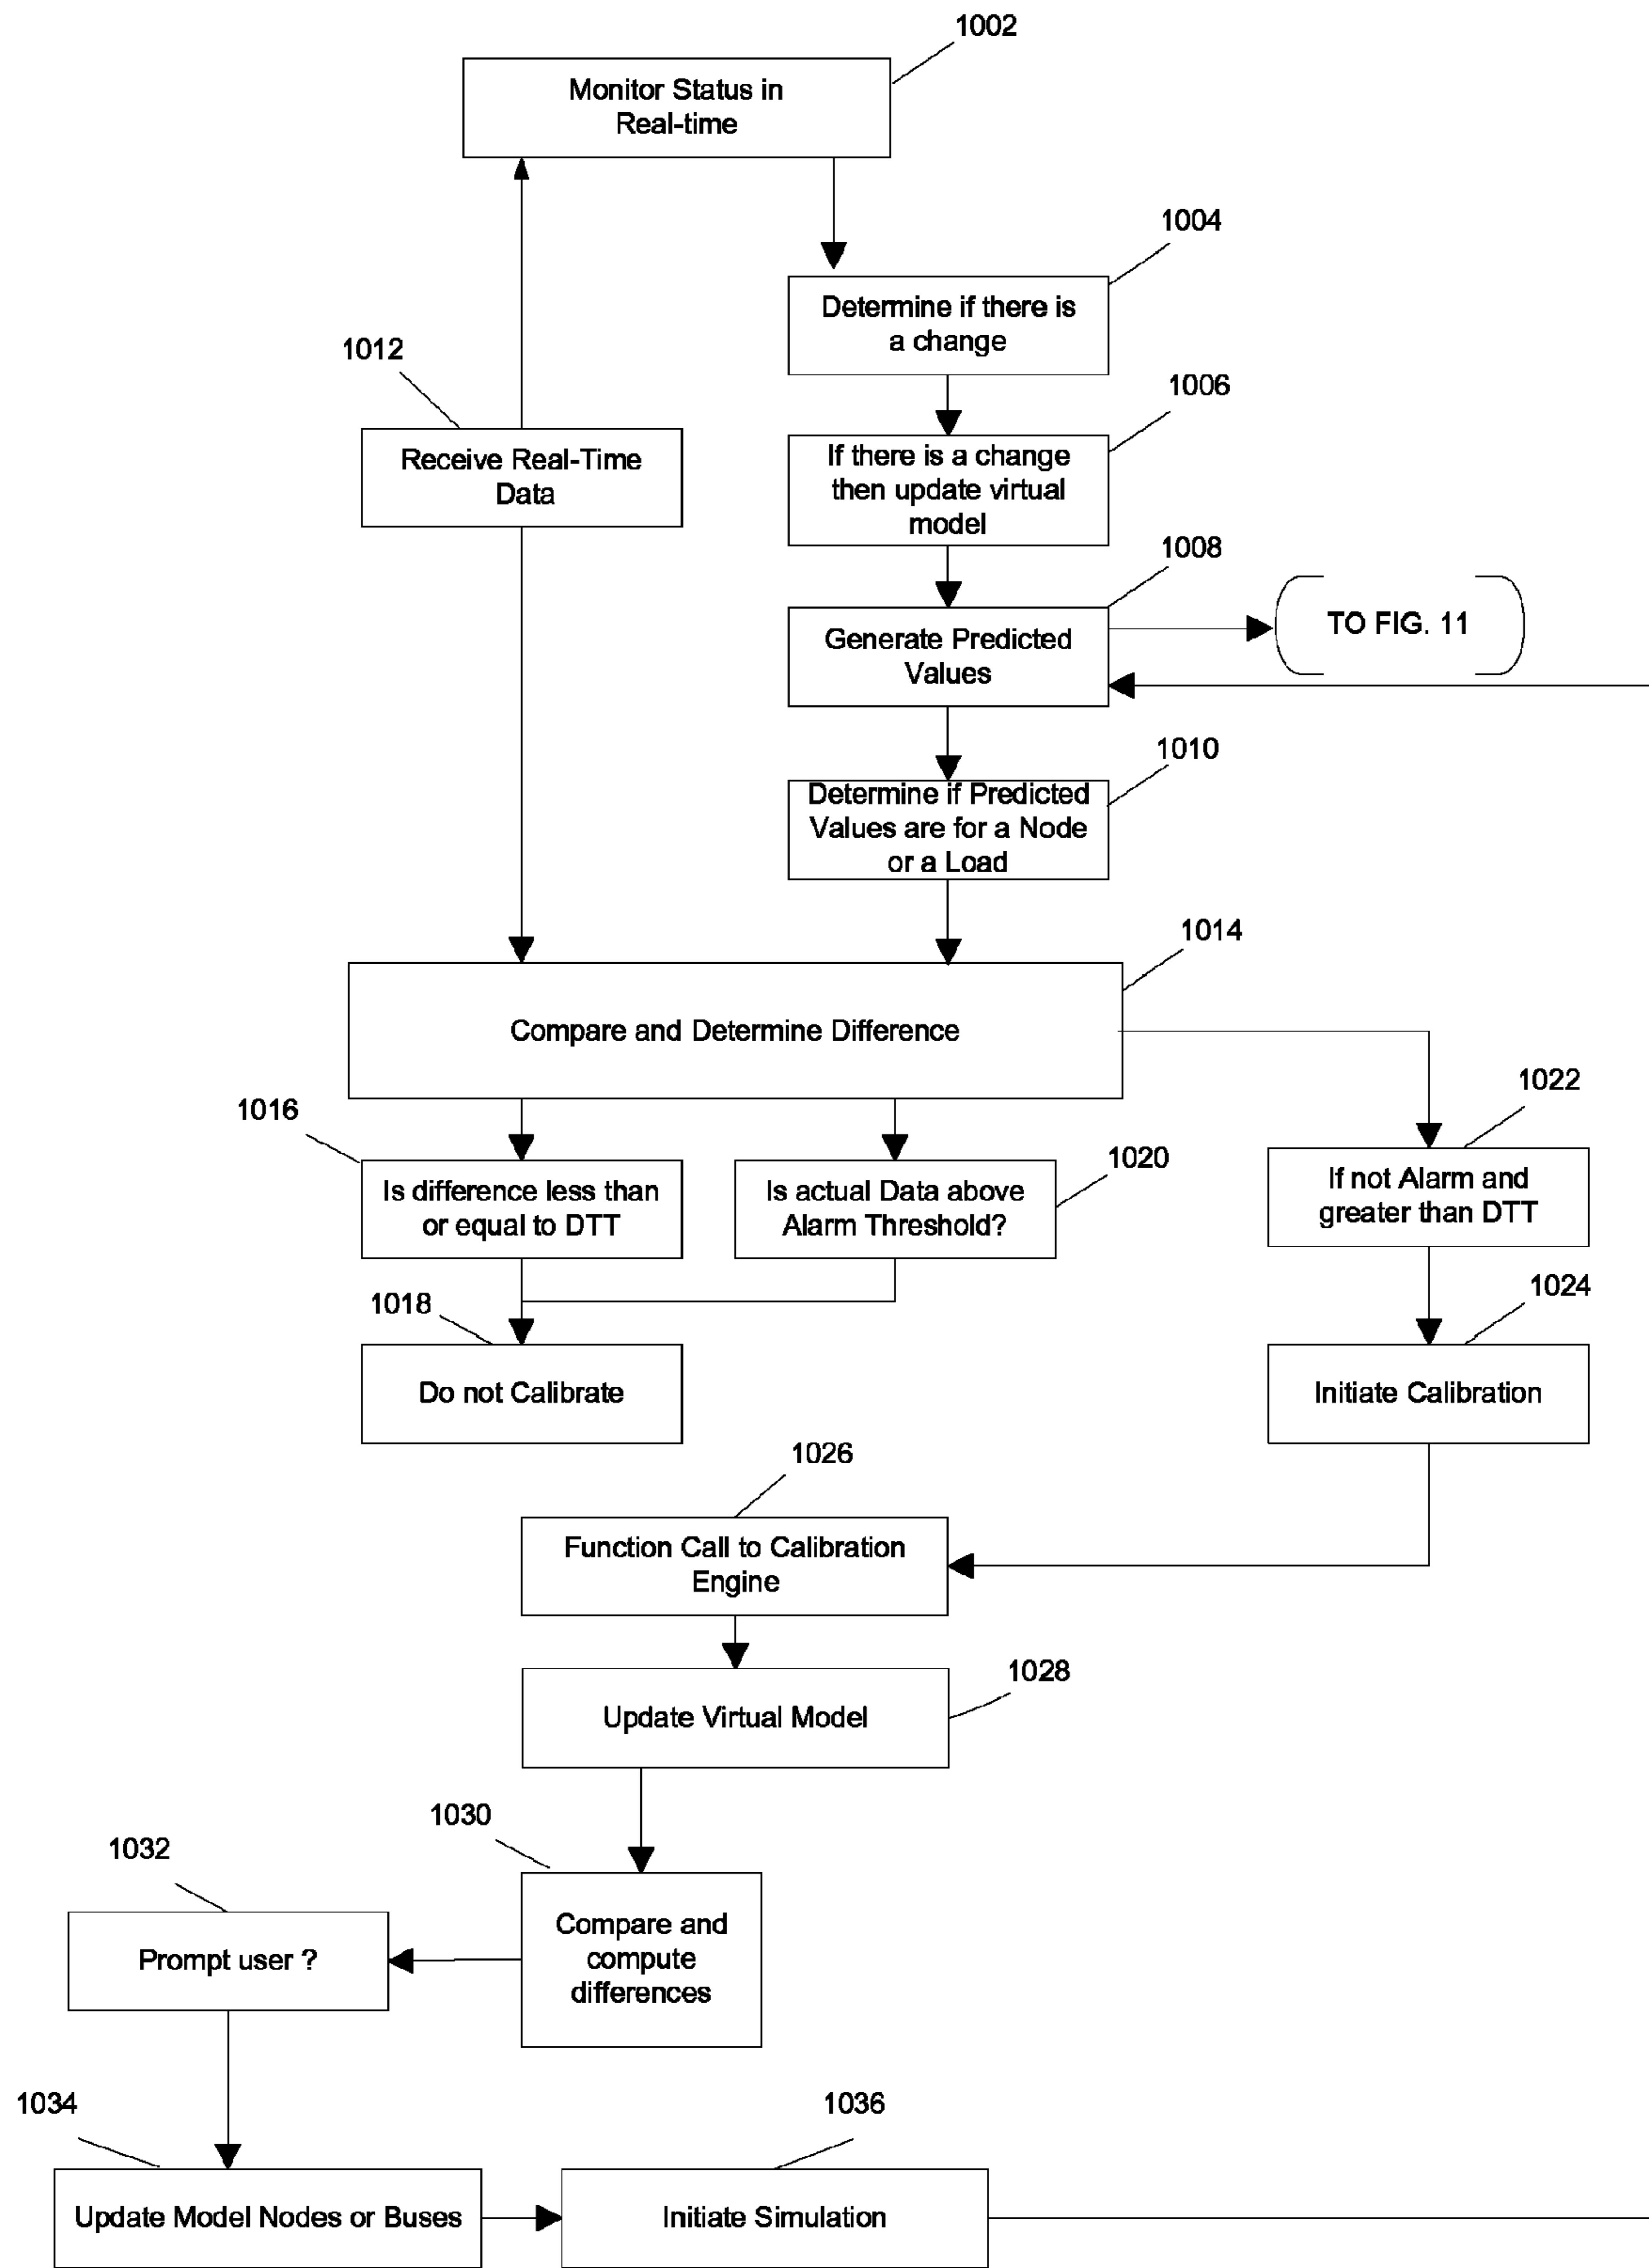 1002
Monitor Status in
Real-time
1004
Determine if there is
a change
1012
Receive Real-Time
Data
1006
If there is a change
then update virtual
model
1008
Generate Predicted
Values
TO FIG. 11
1010
Determine if Predicted
Values are for a Node
or a Load
1014
Compare and Determine Difference
1016
Is difference less than
or equal to DTT
1020
Is actual Data above
Alarm Threshold?
1022
If not Alarm and
greater than DTT
1018
Do not Calibrate
1024
Initiate Calibration
1026
Function Call to Calibration
Engine
1028
Update Virtual Model
1030
Compare and
compute
differences
1032
Prompt user ?
1034
Update Model Nodes or Buses
1036
Initiate Simulation